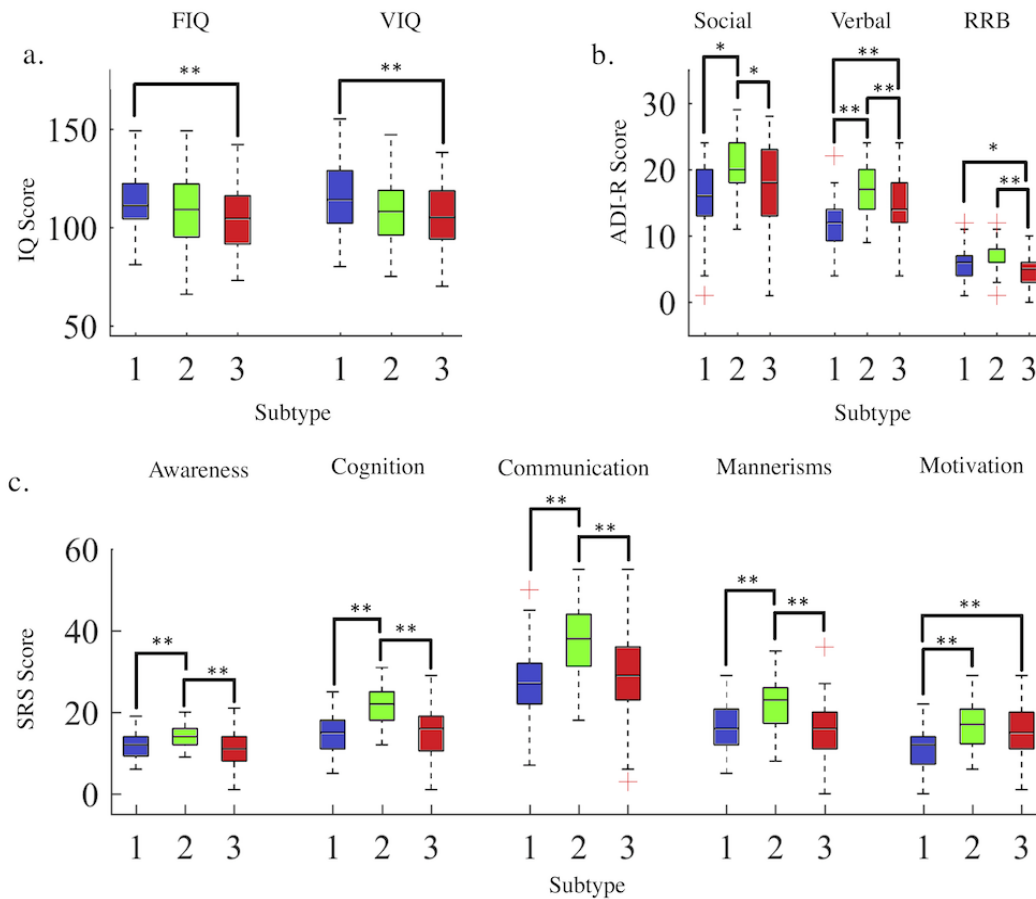 FIQ VIQ
a.
** **
IQ Score
150
100
50
1 2 3 1 2 3
Subtype
Social Verbal RRB
b.
* * ** ** ** * **
ADI-R Score
30
20
10
0
1 2 3 1 2 3 1 2 3
Subtype
Awareness Cognition Communication Mannerisms Motivation
c.
** ** ** ** ** ** ** ** ** **
SRS Score
60
40
20
0
1 2 3 1 2 3 1 2 3 1 2 3 1 2 3
Subtype